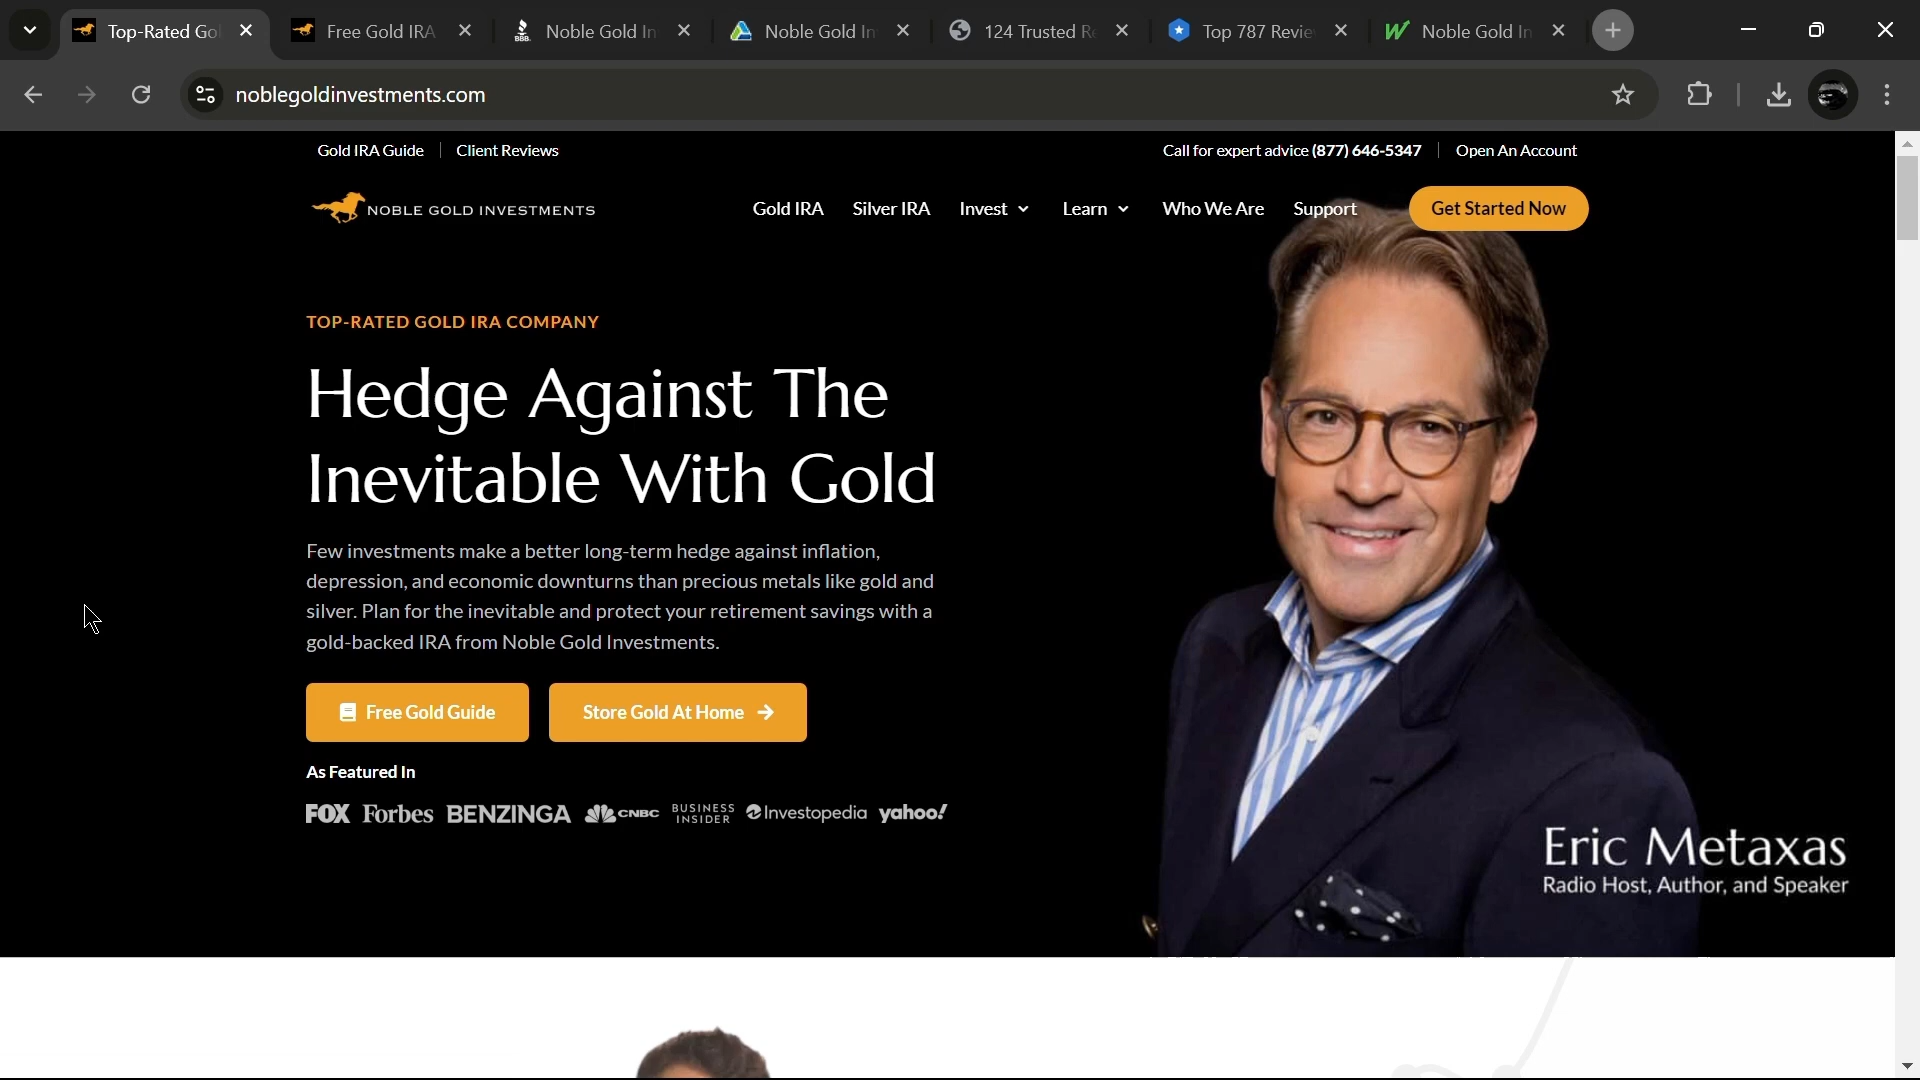 Top-Rated Go
Free Gold IRA
BBB
Noble Gold In
Noble Gold In
124 Trusted Re
Top 787 Revie
Noble Gold In
noblegoldinvestments.com
Gold IRA Guide
Client Reviews
Call for expert advice (877) 646-5347
Open An Account
NOBLE GOLD INVESTMENTS
Gold IRA
Silver IRA
Invest
Learn
Who We Are
Support
Get Started Now
TOP-RATED GOLD IRA COMPANY
Hedge Against The
Inevitable With Gold
Few investments make a better long-term hedge against inflation,
depression, and economic downturns than precious metals like gold and
silver. Plan for the inevitable and protect your retirement savings with a
gold-backed IRA from Noble Gold Investments.
Free Gold Guide
Store Gold At Home
As Featured In
FOX Forbes BENZINGA CNBC BUSINESS INSIDER Investopedia yahoo!
Eric Metaxas
Radio Host, Author, and Speaker